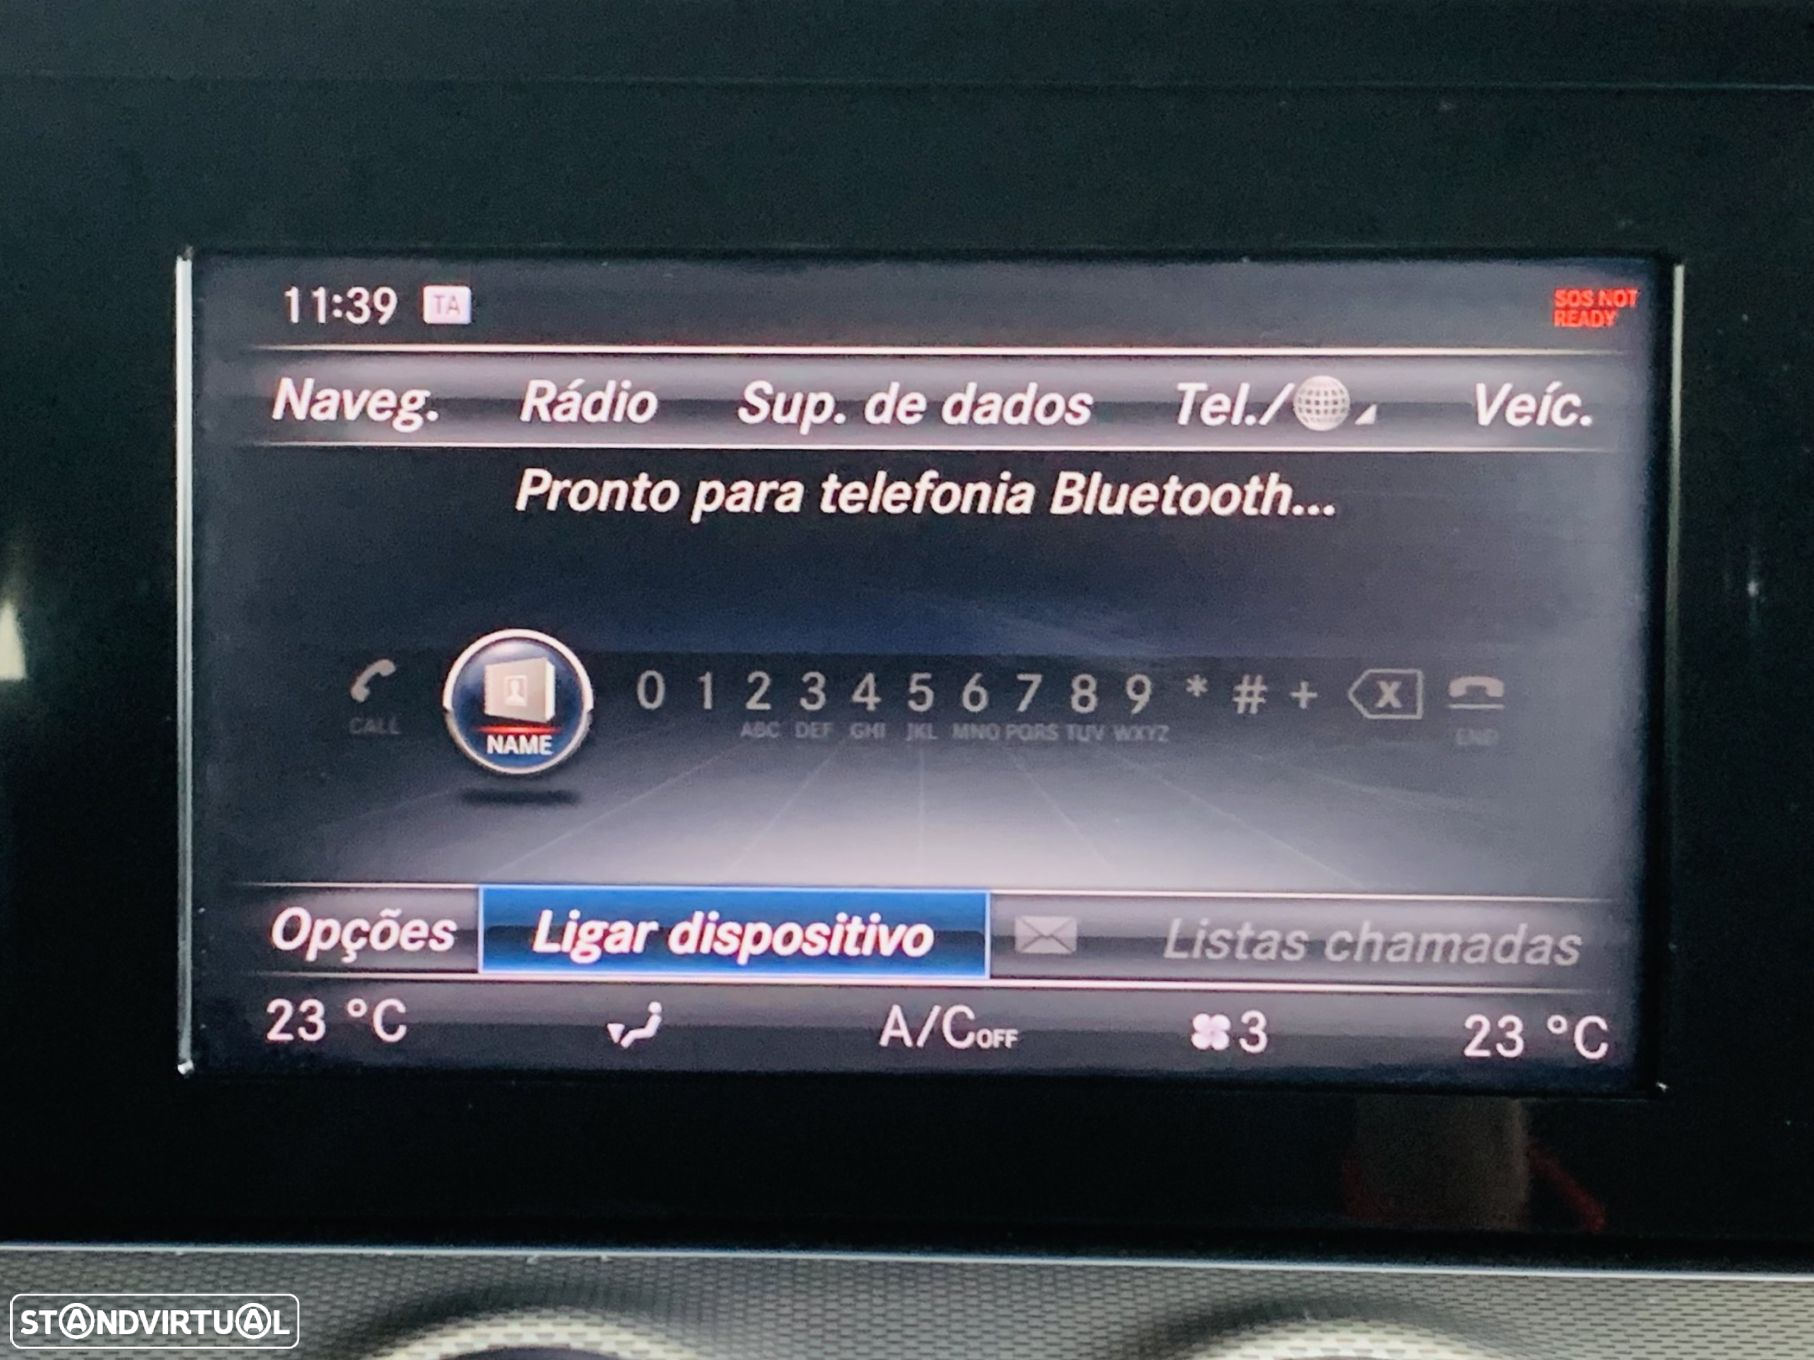 11:39 TA
SOS NOT
READY
Naveg. Rádio Sup. de dados Tel./ Veíc.
Pronto para telefonia Bluetooth...
0 1 2 3 4 5 6 7 8 9 * # + X
CALL NAME ABC DEF GHI JKL MNO PQRS TUV WXYZ END
Opções Ligar dispositivo Listas chamadas
23 °C A/C OFF 3 23 °C
STANDVIRTUAL